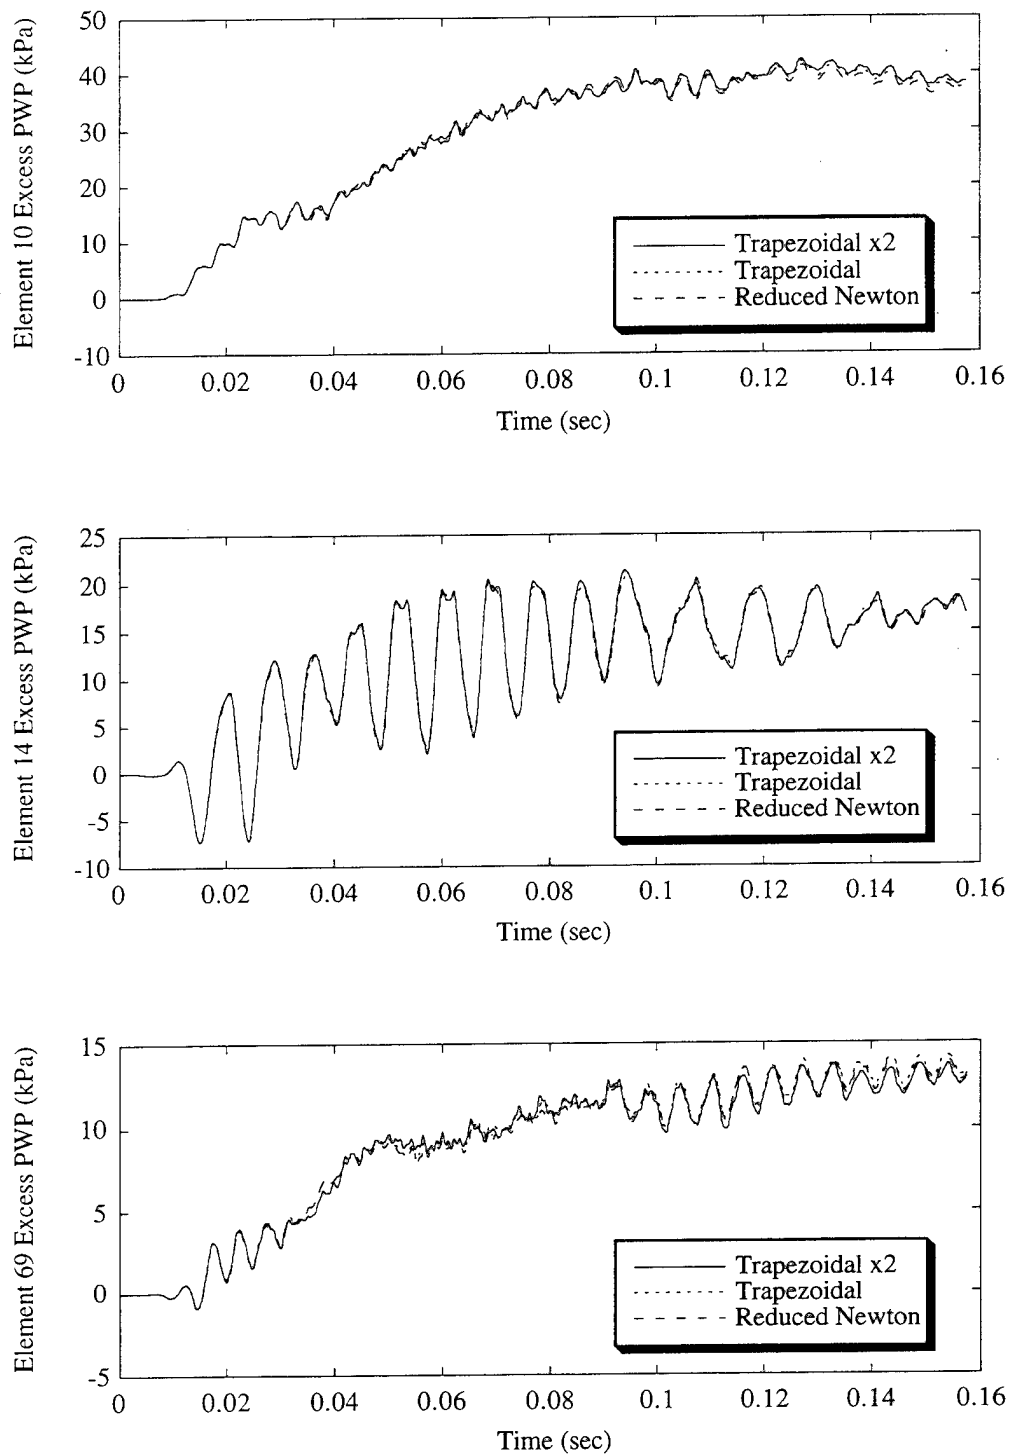 Element 10 Excess PWP (kPa)
50
40
30
20
10
0
-10
Trapezoidal x2
Trapezoidal
Reduced Newton
0 0.02 0.04 0.06 0.08 0.1 0.12 0.14 0.16
Time (sec)
Element 14 Excess PWP (kPa)
25
20
15
10
5
0
-5
-10
Trapezoidal x2
Trapezoidal
Reduced Newton
0 0.02 0.04 0.06 0.08 0.1 0.12 0.14 0.16
Time (sec)
Element 69 Excess PWP (kPa)
15
10
5
0
-5
Trapezoidal x2
Trapezoidal
Reduced Newton
0 0.02 0.04 0.06 0.08 0.1 0.12 0.14 0.16
Time (sec)